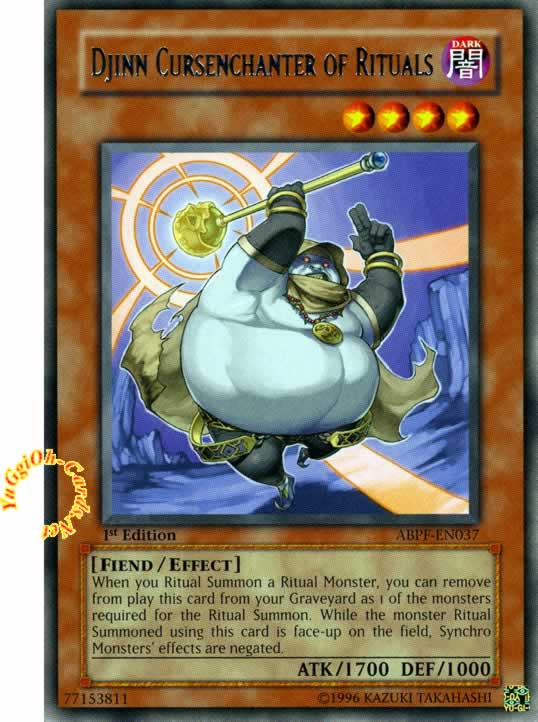 DJINN CURSENCHANTER OF RITUALS
DARK
闇
YuGgiOh-Cards.Net
1st Edition
ABPF-EN037
[FIEND / EFFECT]
When you Ritual Summon a Ritual Monster, you can remove
from play this card from your Graveyard as 1 of the monsters
required for the Ritual Summon. While the monster Ritual
Summoned using this card is face-up on the field, Synchro
Monsters' effects are negated.
ATK/1700 DEF/1000
77153811
©1996 KAZUKI TAKAHASHI